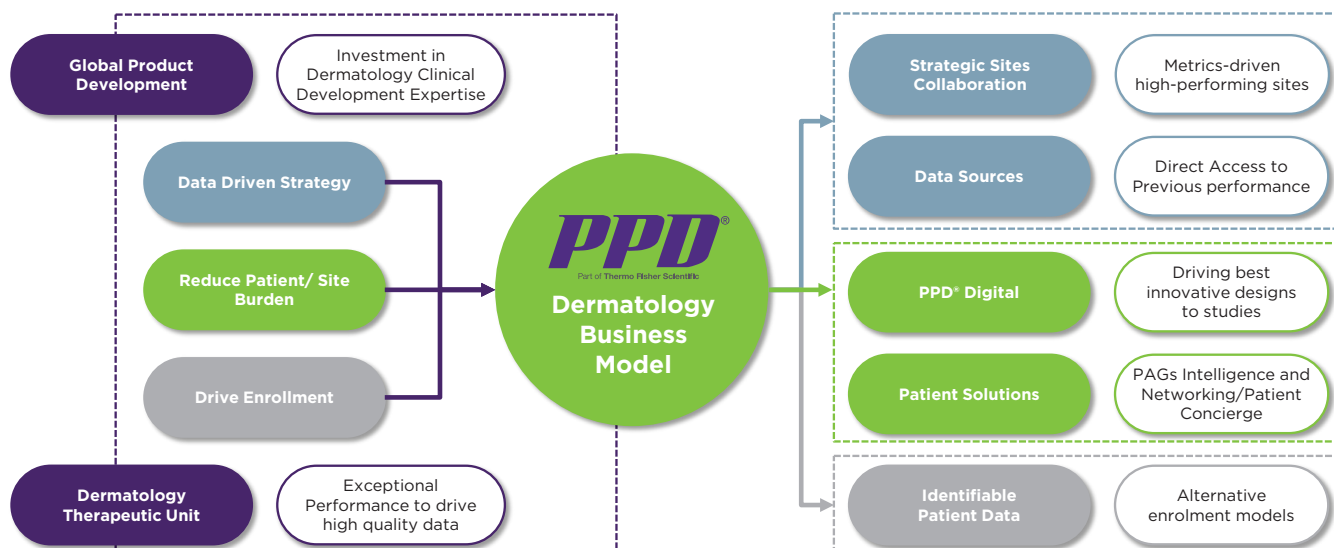 Global Product
Development
Investment in
Dermatology Clinical
Development Expertise
Data Driven Strategy
Reduce Patient/ Site
Burden
Drive Enrollment
Dermatology
Therapeutic Unit
Exceptional
Performance to drive
high quality data
PPD®
Part of Thermo Fisher Scientific
Dermatology
Business
Model
Strategic Sites
Collaboration
Metrics-driven
high-performing sites
Data Sources
Direct Access to
Previous performance
PPD® Digital
Driving best
innovative designs
to studies
Patient Solutions
PAGs Intelligence and
Networking/Patient
Concierge
Identifiable
Patient Data
Alternative
enrolment models